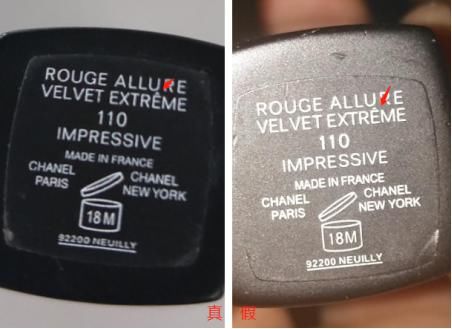 ROUGE ALLURE
VELVET EXTRÊME
110
IMPRESSIVE
MADE IN FRANCE
CHANEL
PARIS
CHANEL
NEW YORK
18M
92200 NEUILLY
真
ROUGE ALLURE
VELVET EXTRÊME
110
IMPRESSIVE
MADE IN FRANCE
CHANEL
PARIS
CHANEL
NEW YORK
18M
92200 NEUILLY
假